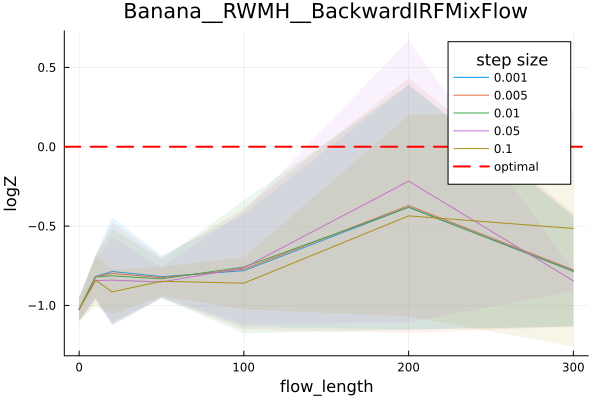 Banana__RWMH__BackwardIRFMixFlow
step size
0.001
0.005
0.01
0.05
0.1
optimal
0.5
0.0
−0.5
−1.0
logZ
0
100
200
300
flow_length